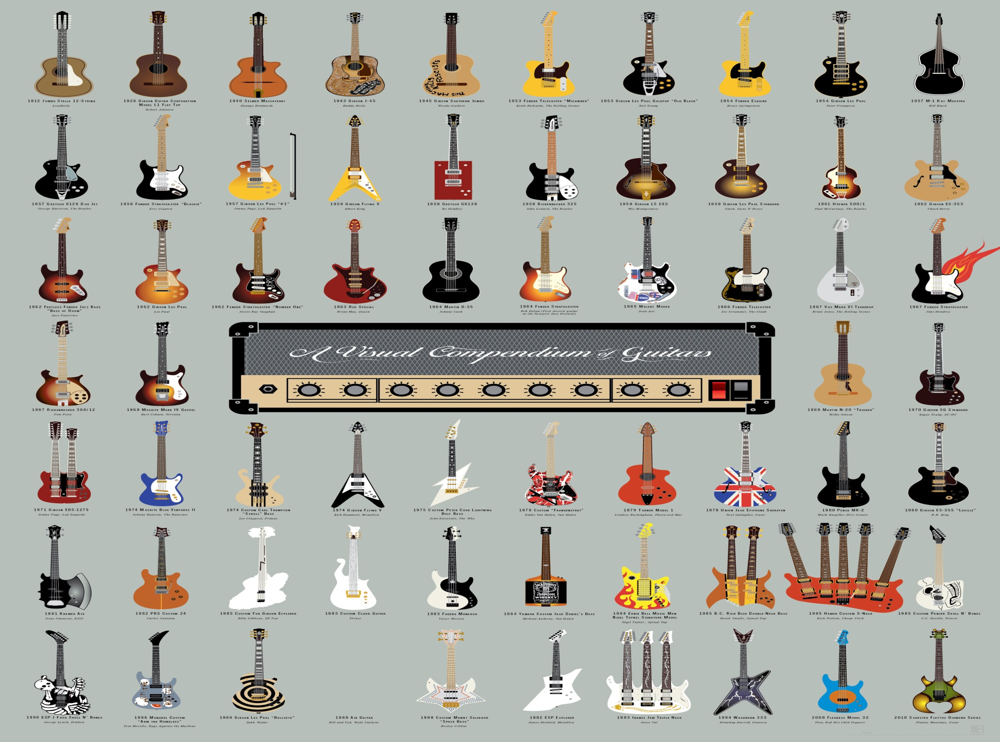 1912 Jumbo Stella 12-String
Leadbelly
1926 Gibson Guitar Corporation
Model L1 Flat Top
Robert Johnson
1940 Selmer Maccaferri
Django Reinhardt
1943 Gibson J-45
Buddy Holly
BUDDY
HOLLY
1945 Gibson Southern Jumbo
Woody Guthrie
THIS MACHINE KILLS FASCISTS
1953 Fender Telecaster "Micawber"
Keith Richards, The Rolling Stones
1953 Gibson Les Paul Goldtop "Old Black"
Neil Young
1954 Fender Esquire
Bruce Springsteen
1954 Gibson Les Paul
Peter Frampton
1957 M-1 Kay Maestro
Bill Black
1957 Gretsch 6128 Duo Jet
George Harrison, The Beatles
1956 Fender Stratocaster "Blackie"
Eric Clapton
1957 Gibson Les Paul "#1"
Jimmy Page, Led Zeppelin
1958 Gibson Flying V
Albert King
1958 Gretsch G6138
Bo Diddley
1958 Rickenbacker 325
John Lennon, The Beatles
1958 Gibson L5 CES
Wes Montgomery
1959 Gibson Les Paul Standard
Slash, Guns N' Roses
1961 Hofner 500/1
Paul McCartney, The Beatles
1962 Gibson ES-355
Chuck Berry
1962 Fretless Fender Jazz Bass
"Bass of Doom"
Jaco Pastorius
1962 Gibson Les Paul
Les Paul
1962 Fender Stratocaster "Number One"
Stevie Ray Vaughan
1963 Red Special
Brian May, Queen
1964 Martin D-35
Johnny Cash
1964 Fender Stratocaster
Bob Dylan (First electric guitar
at the Newport Jazz Festival)
1965 Melody Maker
Joan Jett
1966 Fender Telecaster
Joe Strummer, The Clash
1967 Vox Mark VI Teardrop
Brian Jones, The Rolling Stones
1967 Fender Stratocaster
Jimi Hendrix
1967 Rickenbacker 360/12
Tom Petty
1968 Mosrite Mark IV Gospel
Kurt Cobain, Nirvana
A Visual Compendium of Guitars
1969 Martin N-20 "Trigger"
Willie Nelson
1970 Gibson SG Standard
Angus Young, AC/DC
1971 Gibson EDS-1275
Jimmy Page, Led Zeppelin
1974 Mosrite Blue Ventures II
Johnny Ramone, The Ramones
1974 Custom Carl Thompson
"Scroll" Bass
Les Claypool, Primus
1974 Gibson Flying V
Kirk Hammett, Metallica
1975 Custom Peter Cook Lightning
Bolt Bass
John Entwistle, The Who
1979 Custom "Frankenstrat"
Eddie Van Halen, Van Halen
1979 Turner Model 1
Lindsey Buckingham, Fleetwood Mac
1979 Union Jack Epiphone Sheraton
Noel Gallagher, Oasis
1980 Pensa MK-2
Mark Knopfler, Dire Straits
1980 Gibson ES-355 "Lucille"
B.B. King
1981 Kramer Axe
Gene Simmons, KISS
1982 PRS Custom 24
Carlos Santana
1983 Custom Fur Gibson Explorer
Billy Gibbons, ZZ Top
1983 Custom Cloud Guitar
Prince
1983 Fodera Monarch
Victor Wooten
JACK DANIEL'S
Tennessee
WHISKEY
1984 Yamaha Custom Jack Daniel's Bass
Michael Anthony, Van Halen
1984 Ernie Ball Music Man
Nigel Tufnel Signature Model
Nigel Tufnel , Spinal Tap
1985 B.C. Rich Bich Double-Neck Bass
Derek Smalls, Spinal Tap
1985 Hamer Custom 5-Neck
Rick Nielsen, Cheap Trick
1985 Custom Panzer Skull N' Bones
C.C. Deville, Poison
1986 ESP J Frog Skull N' Bones
George Lynch, Dokken
1986 Mongrel Custom
"Arm the Homeless"
Tom Morello, Rage Against the Machine
1988 Gibson Les Paul "Bullseye"
Zakk Wylde
1989 Air Guitar
Bill and Ted, Wyld Stallyns
1998 Custom Manny Salvador
"Space Bass"
Bootsy Collins
1992 ESP Explorer
James Hetfield, Metallica
1993 Ibanez Jem Triple Neck
Steve Vai
1994 Washburn 333
Dimebag Darrell, Pantera
2009 Fleabass Model 32
Flea, Red Hot Chili Peppers
2010 Schecter Flattus Diamond Series
Flattus Maximus, Gwar